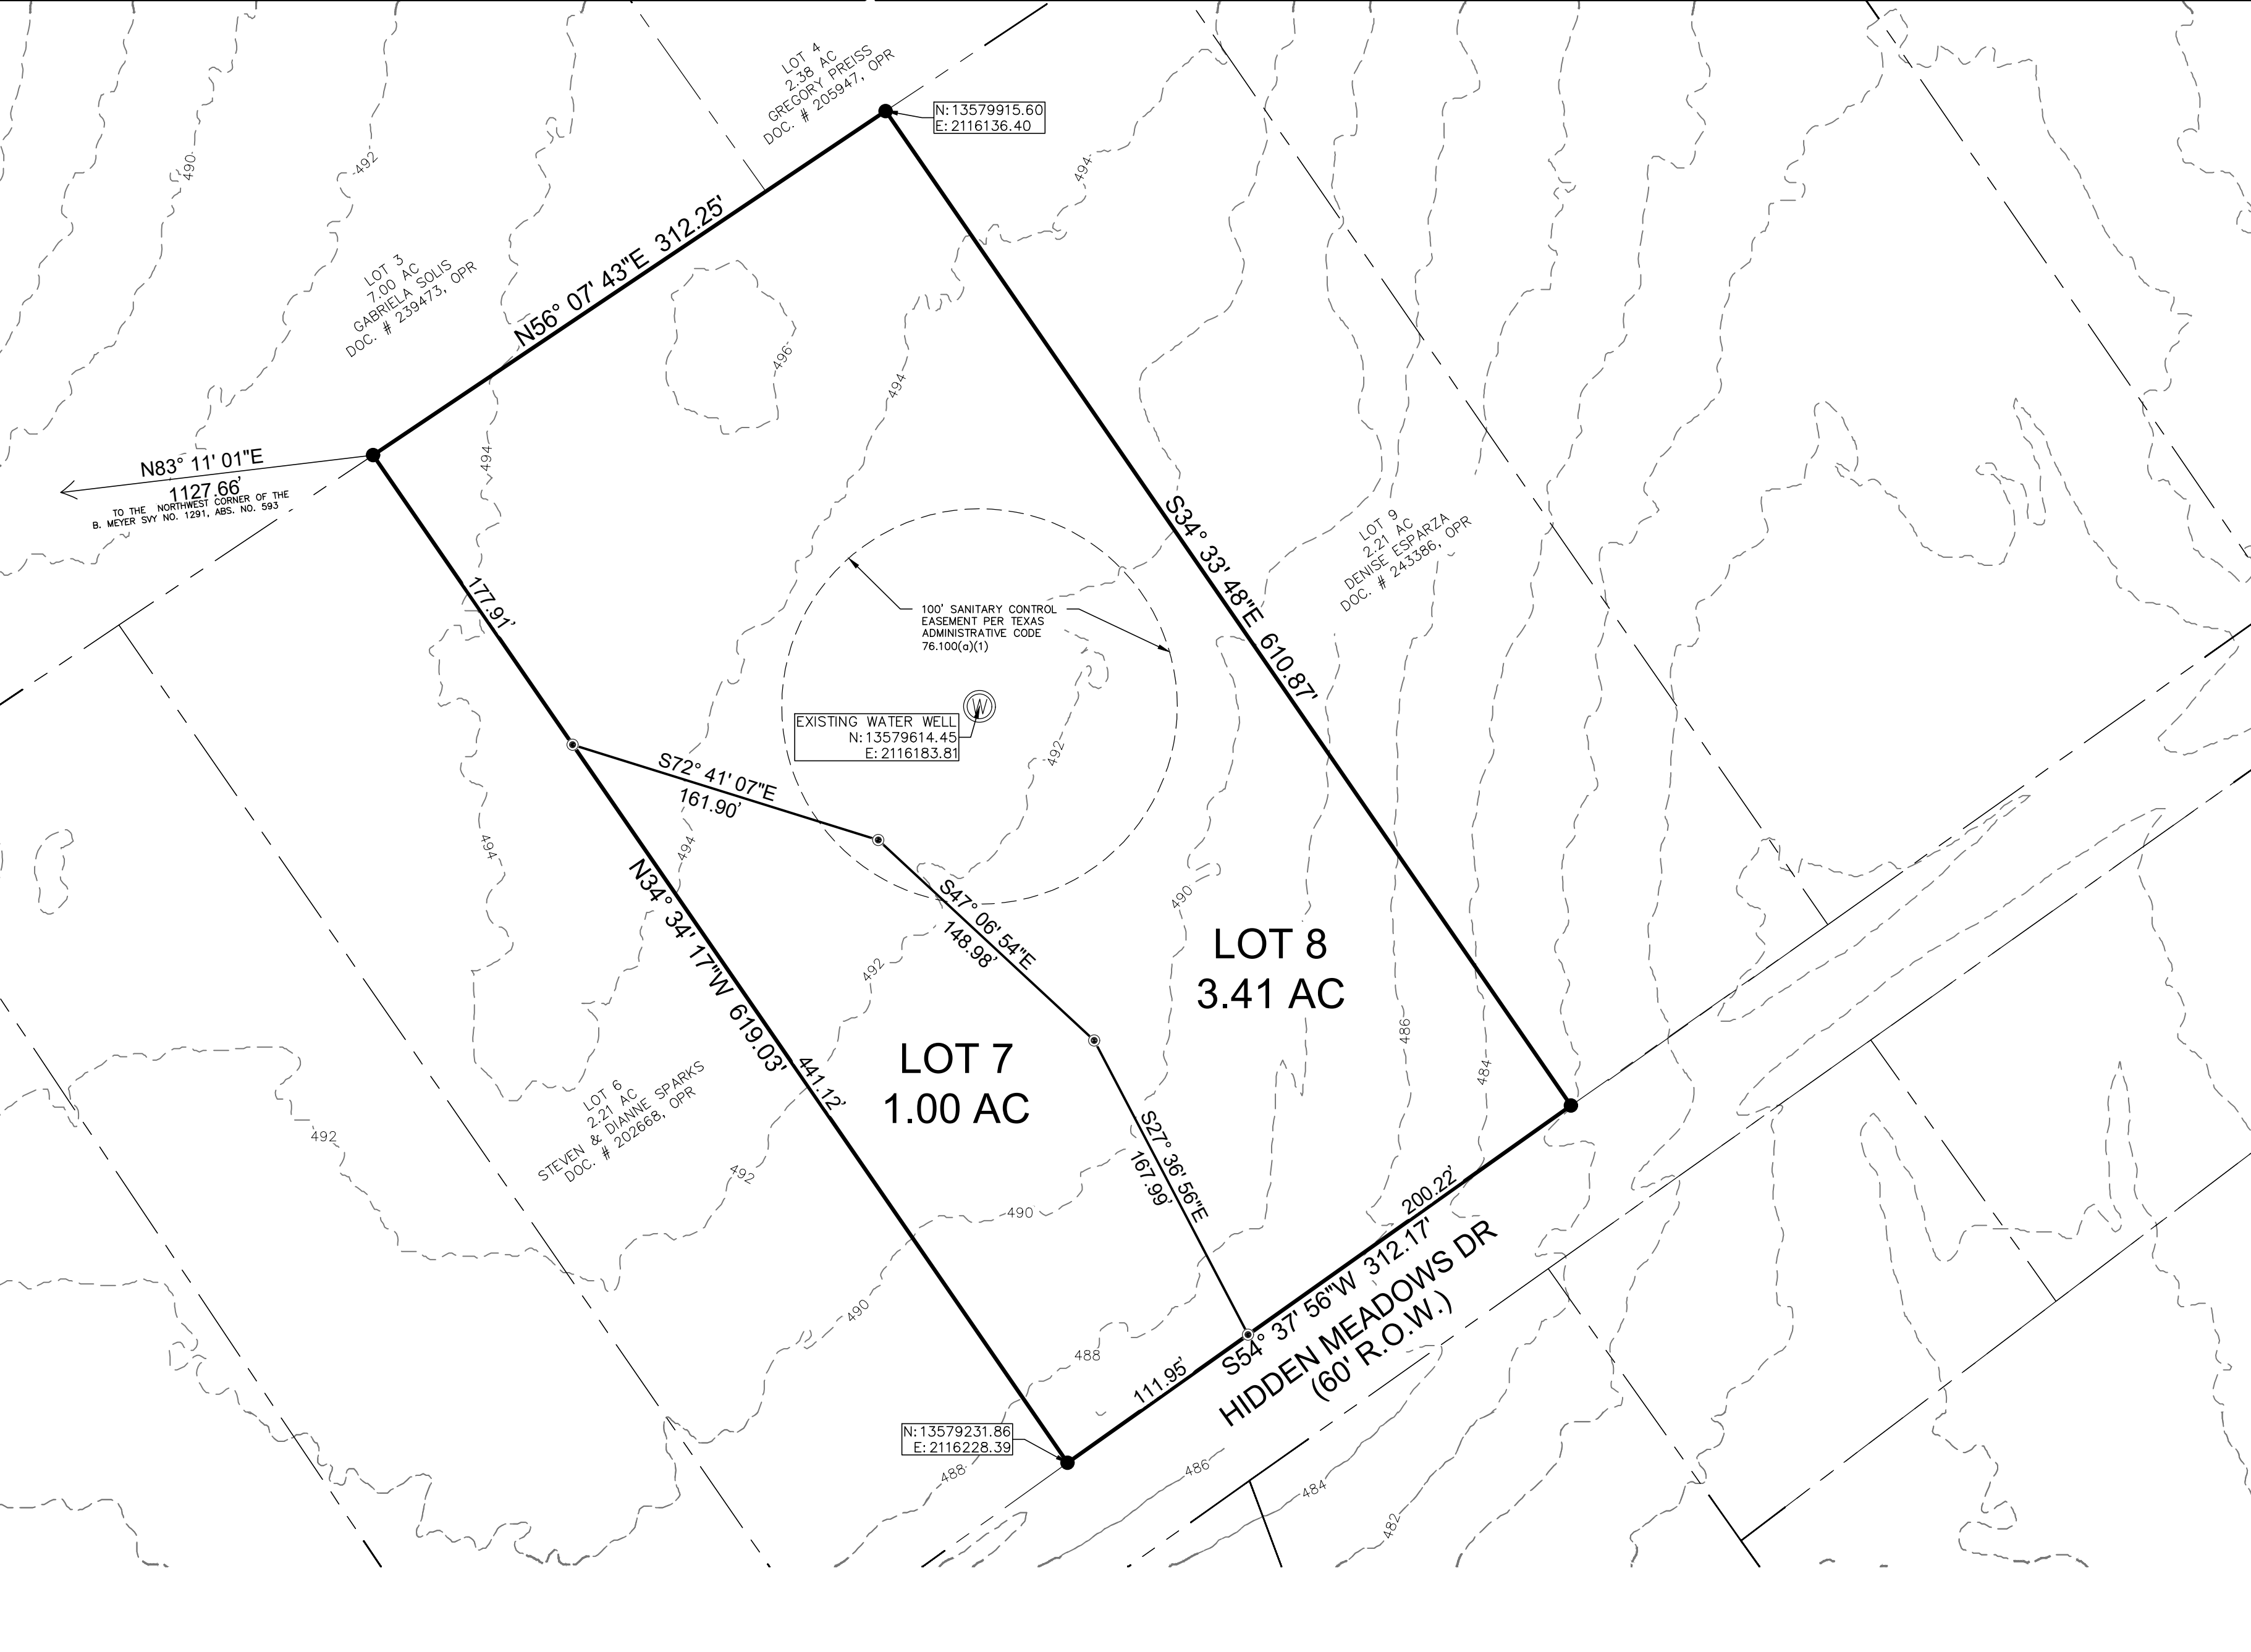 LOT 4
2.38 AC
GREGORY PREISS
DOC. # 205947, OPR
N: 13579915.60
E: 2116136.40
494
490
492
N56° 07' 43"E 312.25'
LOT 3
7.00 AC
GABRIELA SOLIS
DOC. # 239473, OPR
496
494
N83° 11' 01"E
1127.66'
TO THE NORTHWEST CORNER OF THE
B. MEYER SVY NO. 1291, ABS. NO. 593
494
S34° 33' 48"E 610.87'
LOT 9
2.21 AC
DENISE ESPARZA
DOC. # 243386, OPR
177.91'
100' SANITARY CONTROL
EASEMENT PER TEXAS
ADMINISTRATIVE CODE
76.100(a)(1)
W
EXISTING WATER WELL
N: 13579614.45
E: 2116183.81
492
S72° 41' 07"E
161.90'
494
494
N34° 34' 17"W 619.03'
441.12'
S47° 06' 54"E
148.98'
490
492
LOT 8
3.41 AC
486
484
LOT 7
1.00 AC
LOT 6
2.21 AC
STEVEN & DIANNE SPARKS
DOC. # 202668, OPR
492
492
S27° 36' 56"E
167.99'
490
490
200.22'
S54° 37' 56"W 312.17'
HIDDEN MEADOWS DR
(60' R.O.W.)
488
111.95'
N: 13579231.86
E: 2116228.39
488
486
484
482